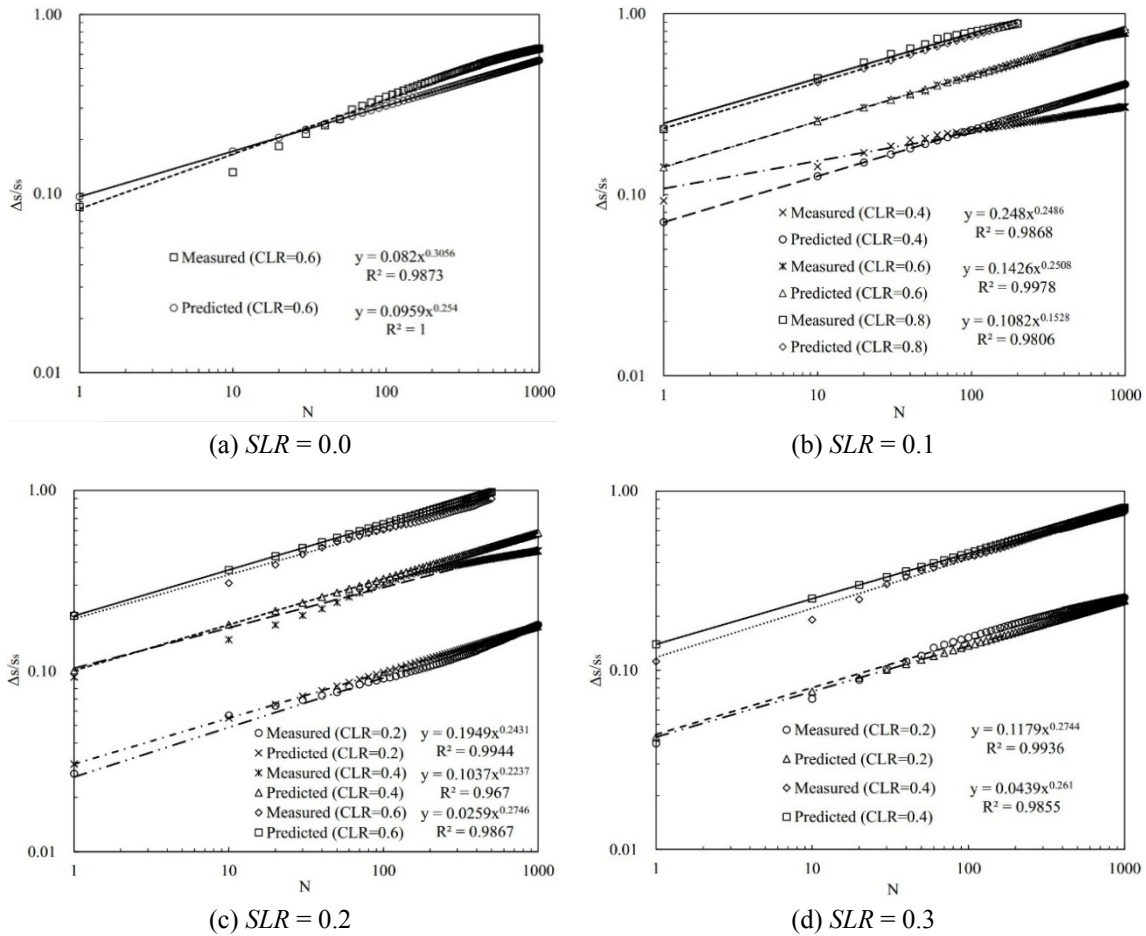 1.00
0.10
0.01
Δs/ss
1 10 100 1000
N
Measured (CLR=0.6) y = 0.082x^0.3056
R² = 0.9873
Predicted (CLR=0.6) y = 0.0959x^0.254
R² = 1
(a) SLR = 0.0
1.00
0.10
0.01
Δs/ss
1 10 100 1000
N
Measured (CLR=0.4) y = 0.248x^0.2486
Predicted (CLR=0.4) R² = 0.9868
Measured (CLR=0.6) y = 0.1426x^0.2508
Predicted (CLR=0.6) R² = 0.9978
Measured (CLR=0.8) y = 0.1082x^0.1528
Predicted (CLR=0.8) R² = 0.9806
(b) SLR = 0.1
1.00
0.10
0.01
Δs/ss
1 10 100 1000
N
Measured (CLR=0.2) y = 0.1949x^0.2431
Predicted (CLR=0.2) R² = 0.9944
Measured (CLR=0.4) y = 0.1037x^0.2237
Predicted (CLR=0.4) R² = 0.967
Measured (CLR=0.6) y = 0.0259x^0.2746
Predicted (CLR=0.6) R² = 0.9867
(c) SLR = 0.2
1.00
0.10
0.01
Δs/ss
1 10 100 1000
N
Measured (CLR=0.2) y = 0.1179x^0.2744
Predicted (CLR=0.2) R² = 0.9936
Measured (CLR=0.4) y = 0.0439x^0.261
Predicted (CLR=0.4) R² = 0.9855
(d) SLR = 0.3